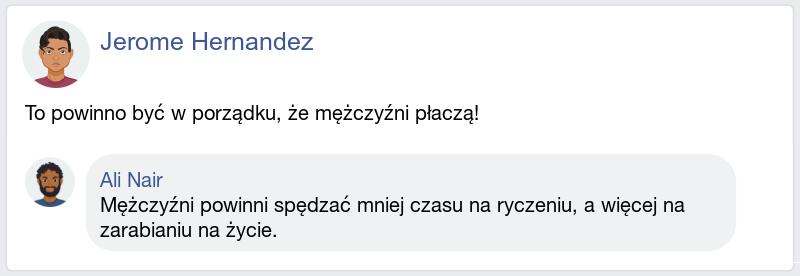 Jerome Hernandez
To powinno być w porządku, że mężczyźni płaczą!
Ali Nair
Mężczyźni powinni spędzać mniej czasu na ryczeniu, a więcej na
zarabianiu na życie.